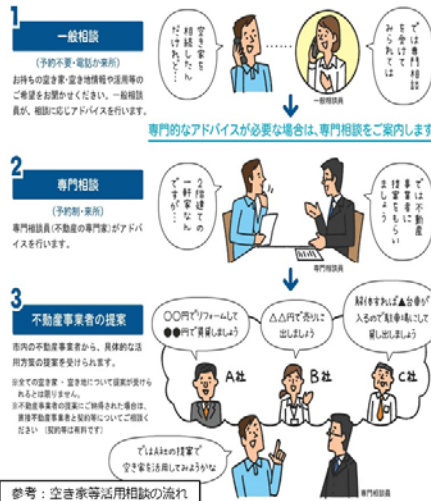 1
一般相談
(予約不要・電話か来所)
お持ちの空き家・空き地情報や活用等の
ご希望をお聞かせください。一般相談
員が、相談に応じアドバイスを行います。
空き家を
相続したん
だけれど…
では専門相談
を受けて
みられては
一般相談員
専門的なアドバイスが必要な場合は、専門相談をご案内します
2
専門相談
(予約制・来所)
専門相談員(不動産の専門家)がアドバ
イスを行います。
2階建ての
一軒家なん
ですが…
では不動産
事業者に
提案をもらい
ましょう
専門相談員
3
不動産事業者の提案
市内の不動産事業者から、具体的な活
用方策の提案を受けられます。
※全ての空き家・空き地について提案が受けら
れるとは限りません。
※不動産事業者の提案にご納得された場合は、
直接不動産事業者と契約等についてご相談く
ださい(契約等は有料です)
○○円でリフォームして
●●円で賃貸しましょう
△△円で売りに
出しましょう
解体すれば▲台車が
入るので駐車場にして
貸し出しましょう
A社
B社
C社
ではA社の提案で
空き家を活用してみようかな
専門相談員
参考:空き家等活用相談の流れ